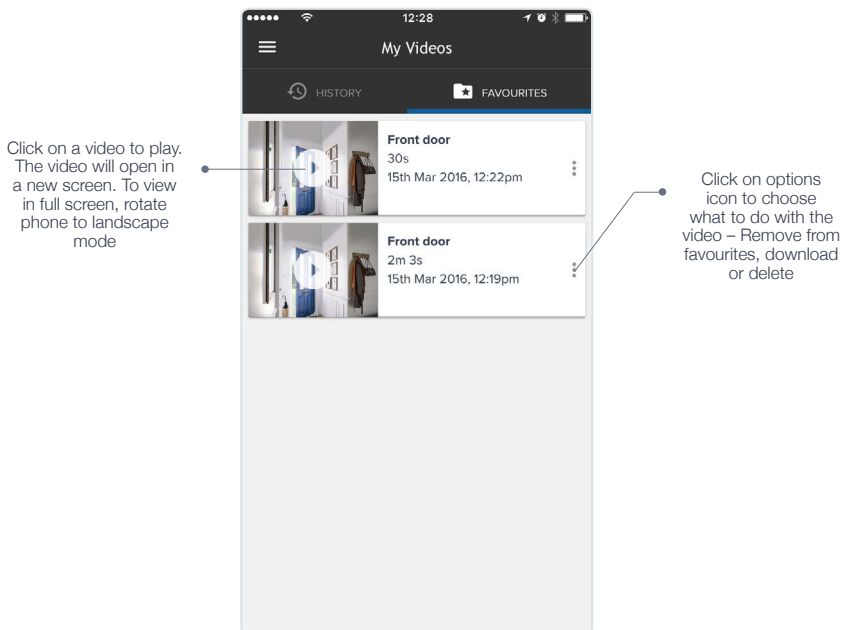 12:28
My Videos
HISTORY
FAVOURITES
Click on a video to play.
The video will open in
a new screen. To view
in full screen, rotate
phone to landscape
mode
Front door
30s
15th Mar 2016, 12:22pm
Front door
2m 3s
15th Mar 2016, 12:19pm
Click on options
icon to choose
what to do with the
video – Remove from
favourites, download
or delete